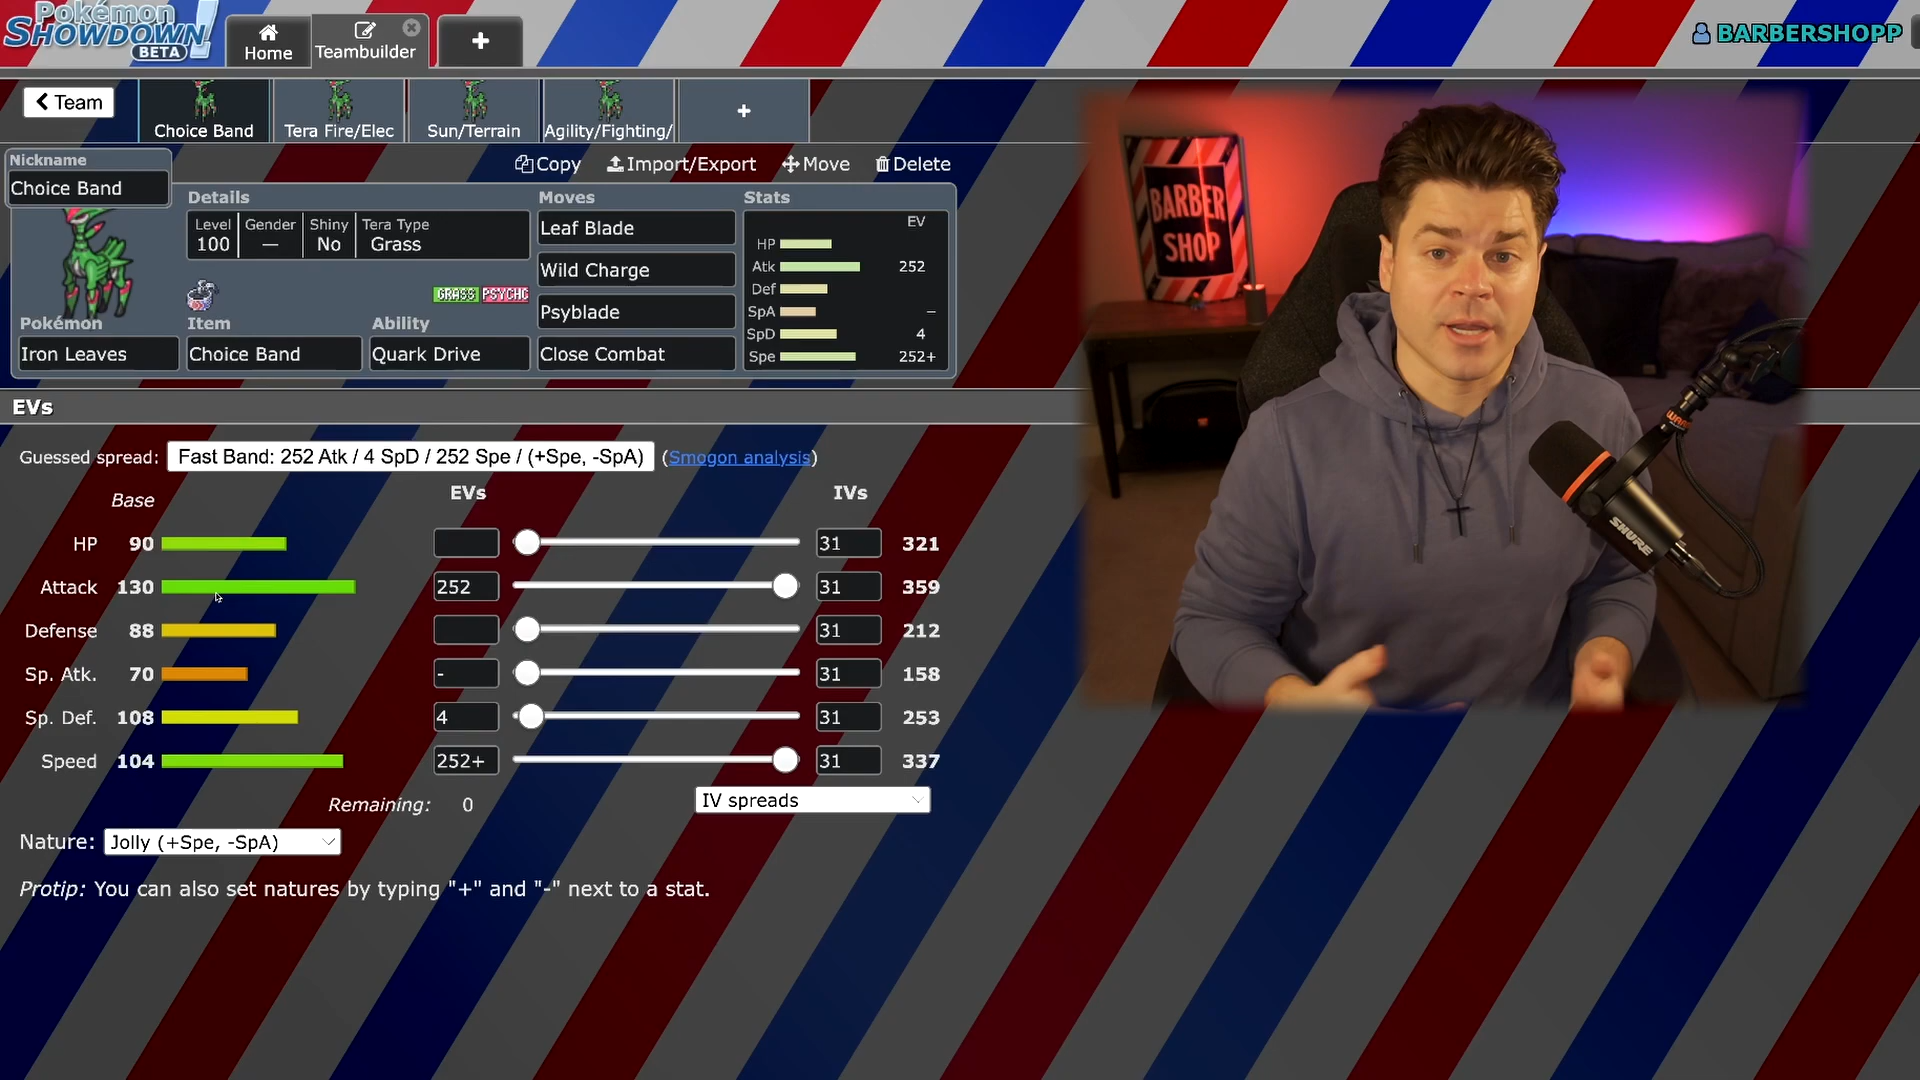 Pokémon
SHOWDOWN!
BETA
Home
Teambuilder
+
BARBERSHOPP
Team
Choice Band
Tera Fire/Elec
Sun/Terrain
Agility/Fighting/
+
Copy
Import/Export
Move
Delete
Nickname
Choice Band
Details
Level
100
Gender
—
Shiny
No
Tera Type
Grass
GRASS PSYCHC
Pokémon
Iron Leaves
Item
Choice Band
Ability
Quark Drive
Moves
Leaf Blade
Wild Charge
Psyblade
Close Combat
Stats
EV
HP
Atk 252
Def
SpA –
SpD 4
Spe 252+
EVs
Guessed spread: Fast Band: 252 Atk / 4 SpD / 252 Spe / (+Spe, -SpA) (Smogon analysis)
Base EVs IVs
HP 90 31 321
Attack 130 252 31 359
Defense 88 31 212
Sp. Atk. 70 - 31 158
Sp. Def. 108 4 31 253
Speed 104 252+ 31 337
Remaining: 0
IV spreads
Nature: Jolly (+Spe, -SpA)
Protip: You can also set natures by typing "+" and "-" next to a stat.
BARBER
SHOP
SHURE